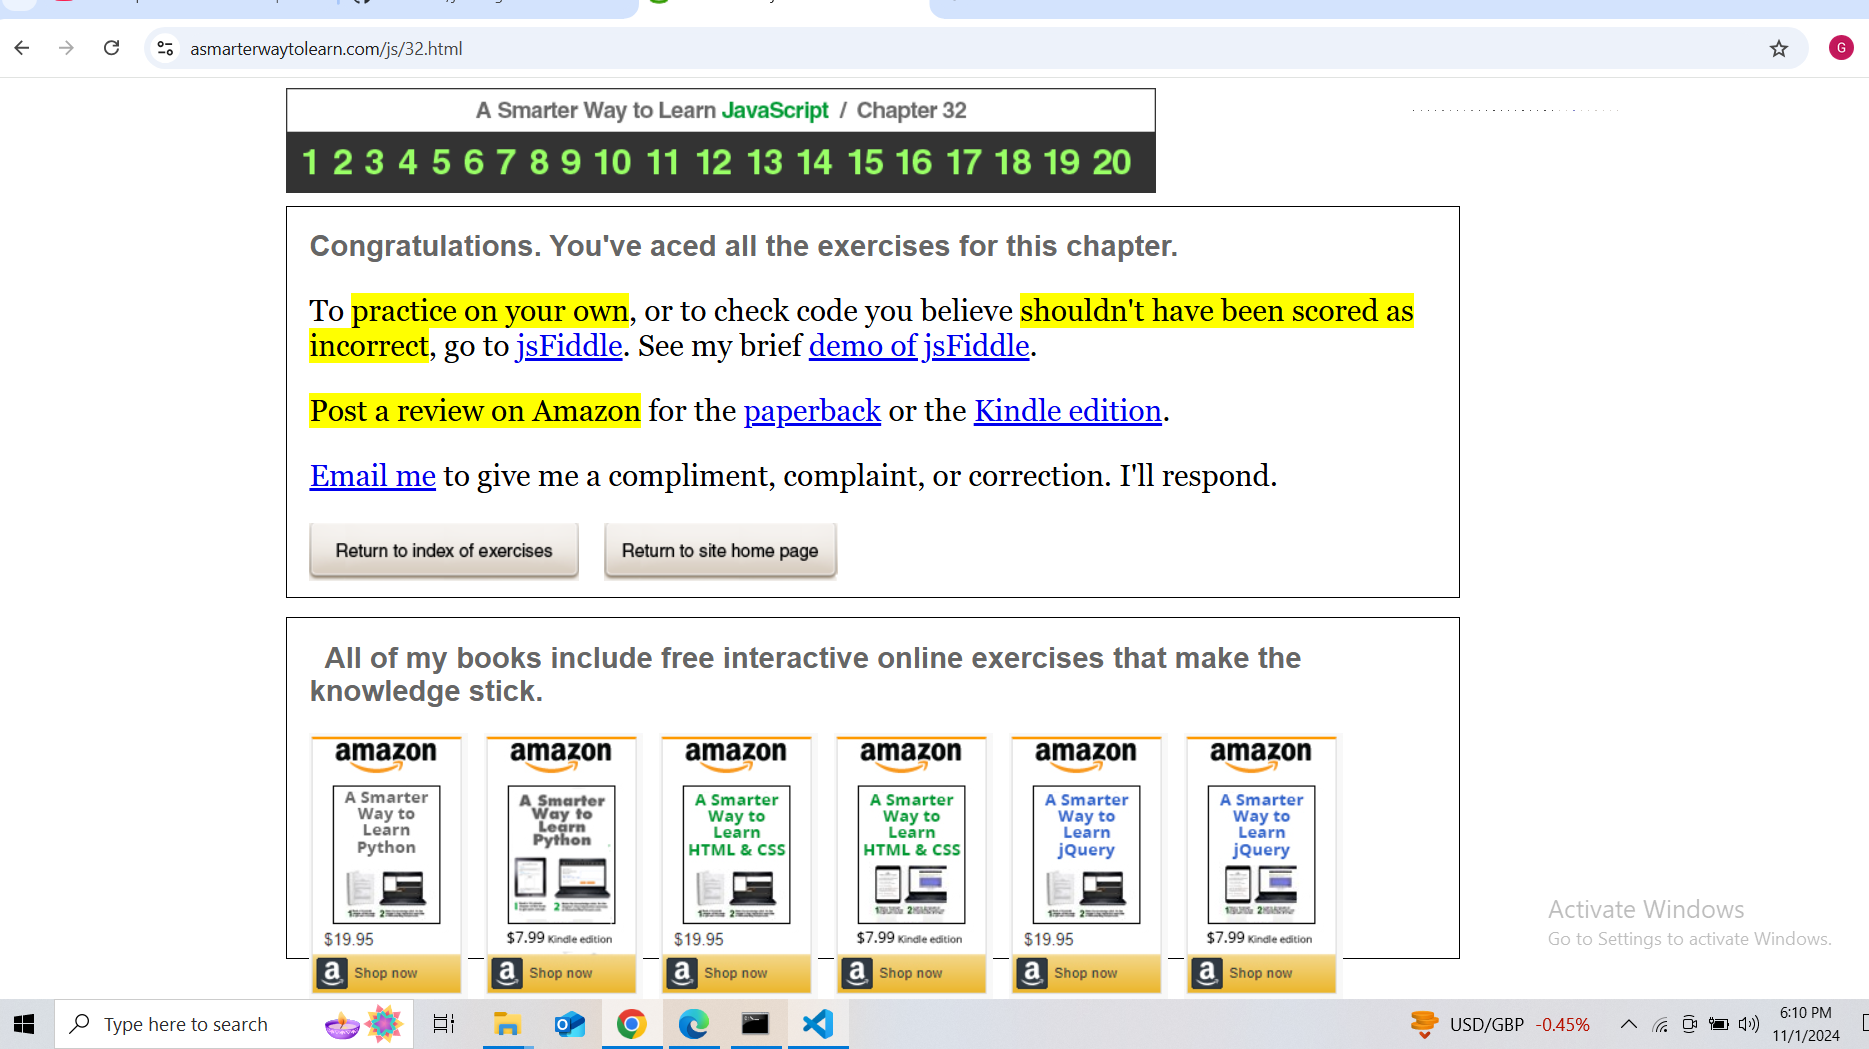 asmarterwaytolearn.com/js/32.html
G
A Smarter Way to Learn JavaScript / Chapter 32
1 2 3 4 5 6 7 8 9 10 11 12 13 14 15 16 17 18 19 20
Congratulations. You've aced all the exercises for this chapter.
To practice on your own, or to check code you believe shouldn't have been scored as
incorrect, go to jsFiddle. See my brief demo of jsFiddle.
Post a review on Amazon for the paperback or the Kindle edition.
Email me to give me a compliment, complaint, or correction. I'll respond.
Return to index of exercises Return to site home page
All of my books include free interactive online exercises that make the
knowledge stick.
amazon amazon amazon amazon amazon amazon
A Smarter A Smarter A Smarter A Smarter A Smarter A Smarter
Way to Way to Way to Way to Way to Way to
Learn Learn Learn Learn Learn Learn
Python Python HTML & CSS HTML & CSS jQuery jQuery
$19.95 $7.99 Kindle edition $19.95 $7.99 Kindle edition $19.95 $7.99 Kindle edition
a Shop now a Shop now a Shop now a Shop now a Shop now a Shop now
Activate Windows
Go to Settings to activate Windows.
Type here to search
USD/GBP -0.45%
6:10 PM
11/1/2024